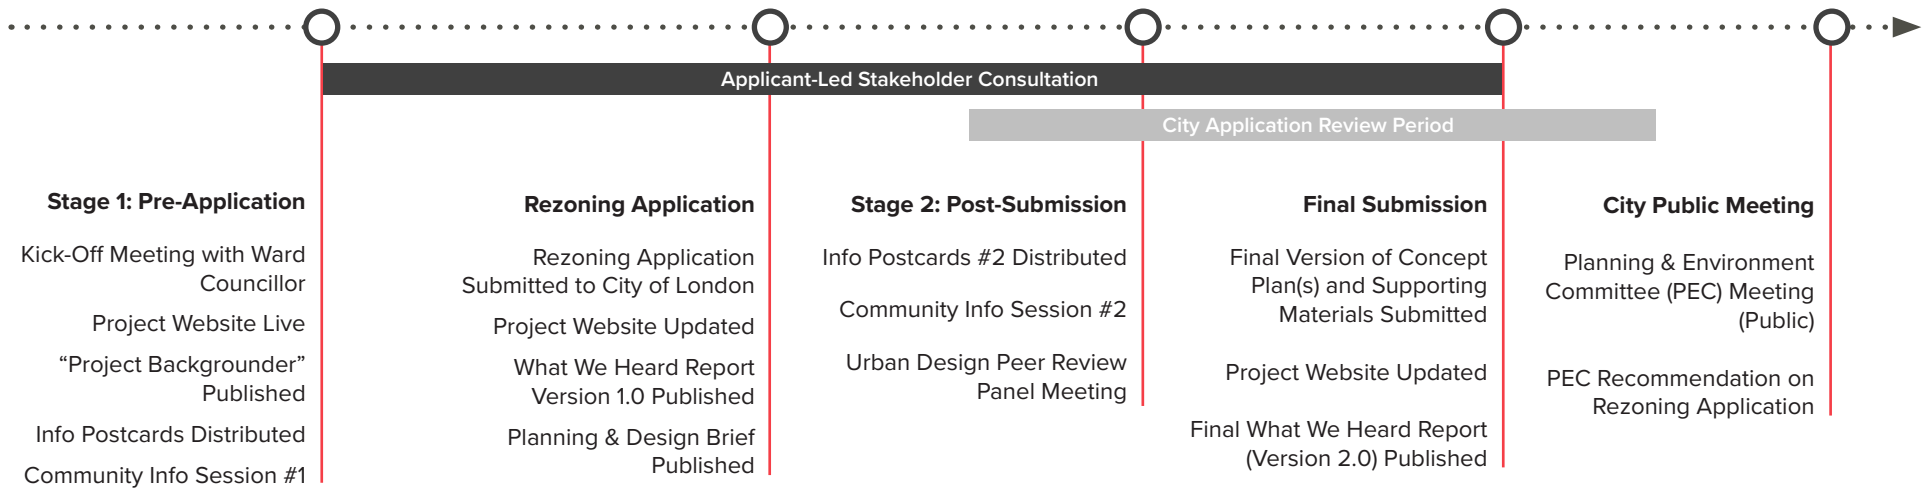 Applicant-Led Stakeholder Consultation
City Application Review Period
Stage 1: Pre-Application
Kick-Off Meeting with Ward
Councillor
Project Website Live
“Project Backgrounder”
Published
Info Postcards Distributed
Community Info Session #1
Rezoning Application
Rezoning Application
Submitted to City of London
Project Website Updated
What We Heard Report
Version 1.0 Published
Planning & Design Brief
Published
Stage 2: Post-Submission
Info Postcards #2 Distributed
Community Info Session #2
Urban Design Peer Review
Panel Meeting
Final Submission
Final Version of Concept
Plan(s) and Supporting
Materials Submitted
Project Website Updated
Final What We Heard Report
(Version 2.0) Published
City Public Meeting
Planning & Environment
Committee (PEC) Meeting
(Public)
PEC Recommendation on
Rezoning Application